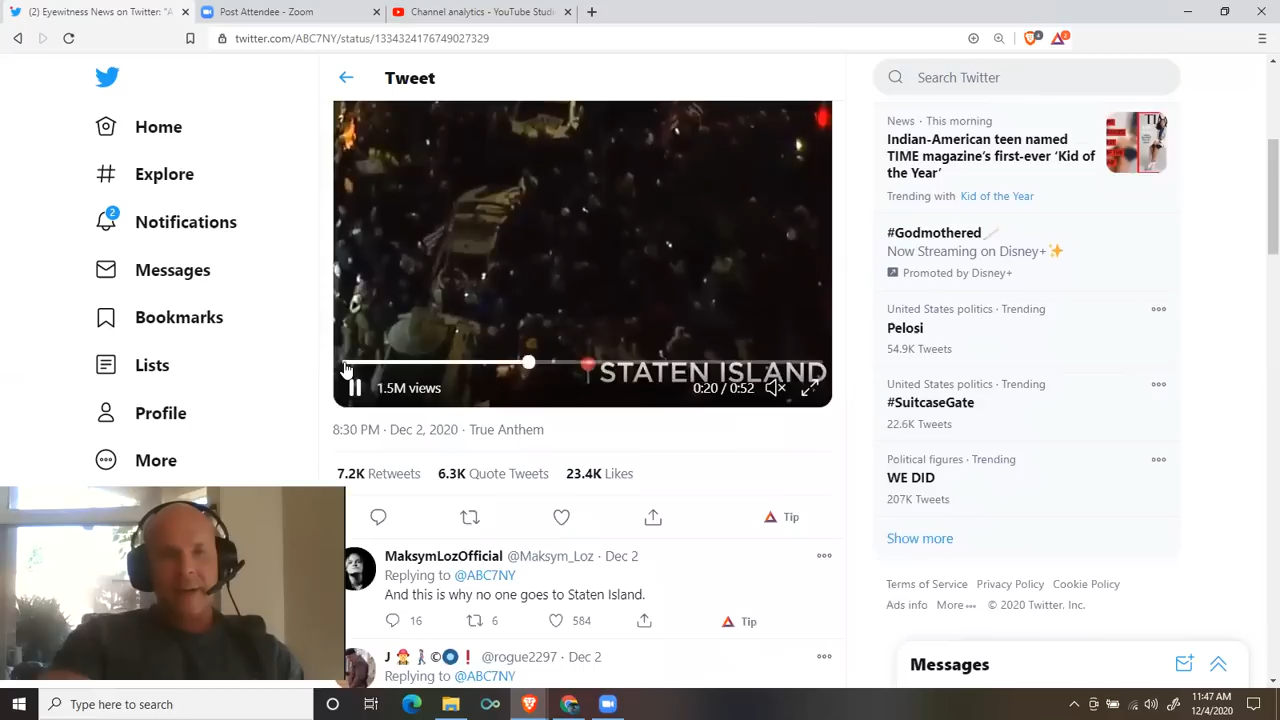 (2) Eyewitness News on Twitter: "A
Post Attendee - Zoom
Channel analytics - YouTube Studi
twitter.com/ABC7NY/status/1334324176749027329
4
2
Home
Explore
2
Notifications
Messages
Bookmarks
Lists
Profile
More
Tweet
STATEN ISLAND
1.5M views
0:20 / 0:52
8:30 PM · Dec 2, 2020 · True Anthem
7.2K Retweets 6.3K Quote Tweets 23.4K Likes
Tip
MaksymLozOfficial @Maksym_Loz · Dec 2
Replying to @ABC7NY
And this is why no one goes to Staten Island.
16 6 584 Tip
J @rogue2297 · Dec 2
Replying to @ABC7NY
Search Twitter
News · This morning
Indian-American teen named
TIME magazine's first-ever 'Kid of
the Year'
Trending with Kid of the Year
#Godmothered
Now Streaming on Disney+
Promoted by Disney+
United States politics · Trending
Pelosi
54.9K Tweets
United States politics · Trending
#SuitcaseGate
22.6K Tweets
Political figures · Trending
WE DID
207K Tweets
Show more
Terms of Service Privacy Policy Cookie Policy
Ads info More © 2020 Twitter, Inc.
Messages
Type here to search
11:47 AM
12/4/2020